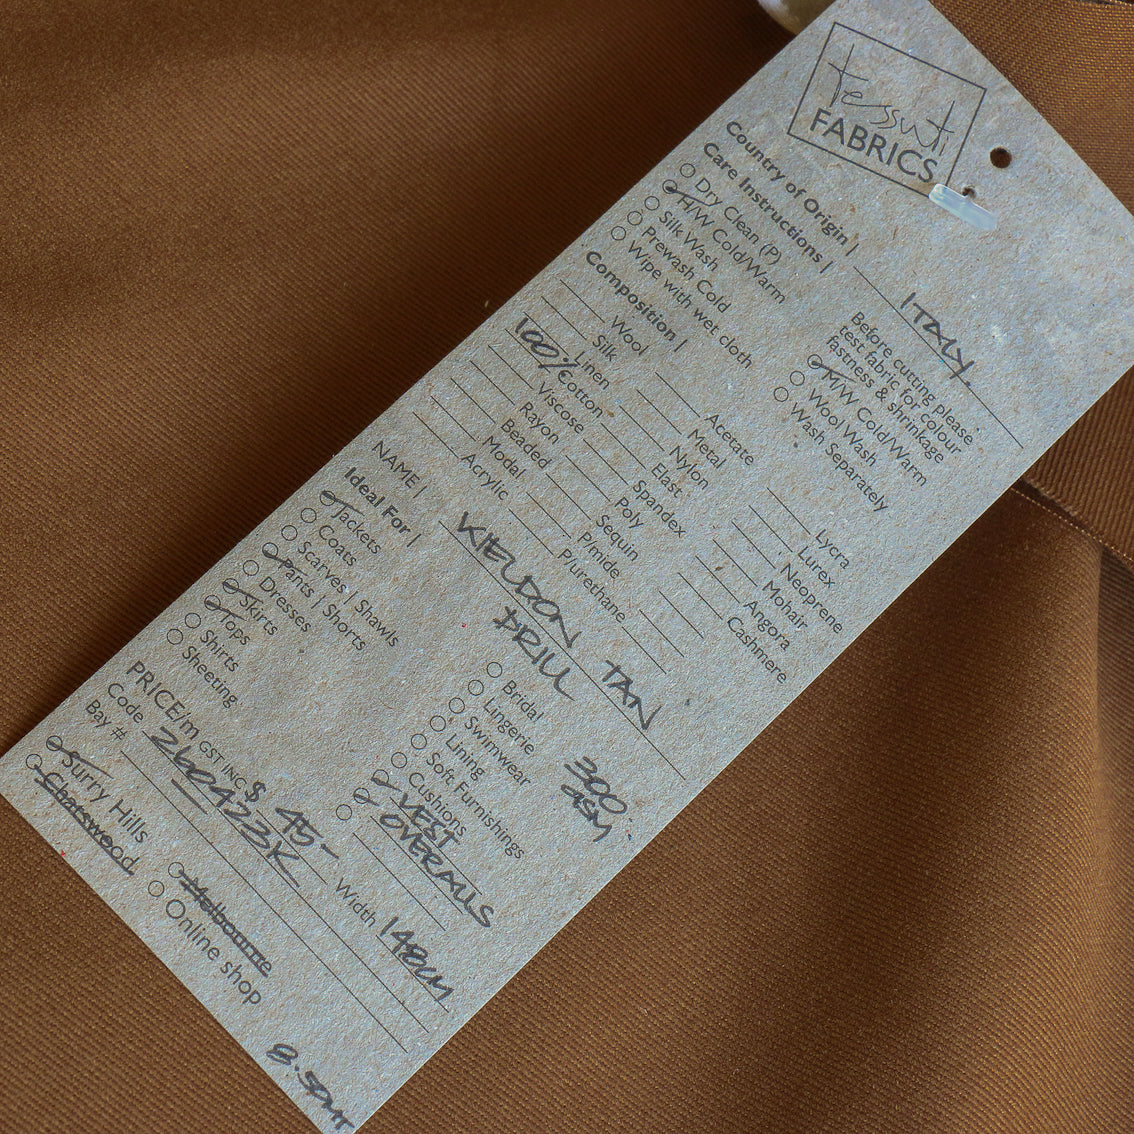 tessuti
FABRICS
Country of Origin | ITALY.
Care Instructions |
Dry Clean (P)
H/W Cold/Warm
Silk Wash
Prewash Cold
Wipe with wet cloth
Before cutting please
test fabric for colour
fastness & shrinkage
M/W Cold/Warm
Wool Wash
Wash Separately
Composition |
Wool
Silk
Linen
100% Cotton
Viscose
Rayon
Beaded
Modal
Acrylic
Acetate
Metal
Nylon
Elast
Spandex
Poly
Sequin
P/mide
P/urethane
Lycra
Lurex
Neoprene
Mohair
Angora
Cashmere
NAME | KIELDON TAN
DRILL
Ideal For |
Jackets
Coats
Scarves | Shawls
Pants | Shorts
Dresses
Skirts
Tops
Shirts
Sheeting
Bridal
Lingerie
Swimwear
Lining
Soft Furnishings
Cushions
VEST
OVERALLS
300
GSM
PRICE/m GST INC $ 45-
Width 148cm
Code 260423K
Bay #
Surry Hills
Chatswood
Melbourne
Online shop
8.50mt